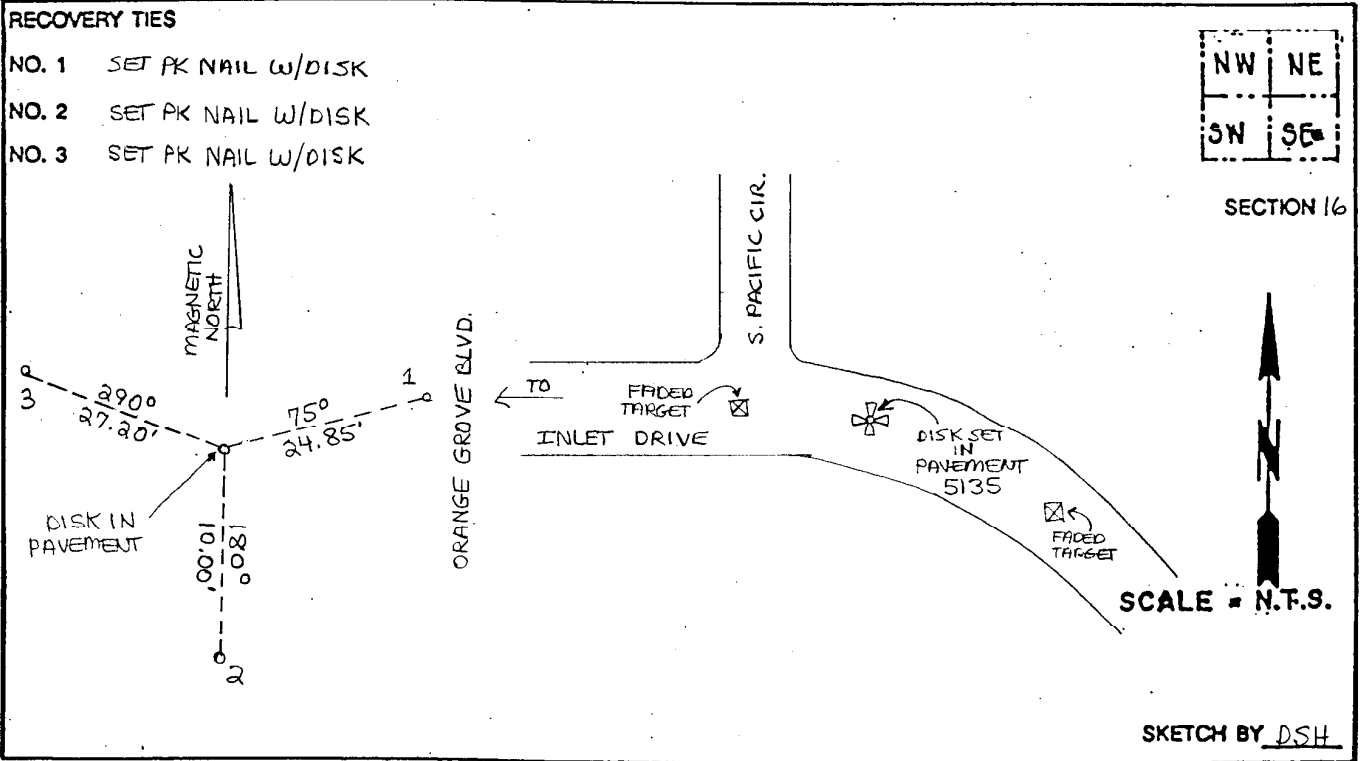 RECOVERY TIES
NO. 1 SET PK NAIL W/DISK
NO. 2 SET PK NAIL W/DISK
NO. 3 SET PK NAIL W/DISK
NW NE
SW SE
SECTION 16
MAGNETIC
NORTH
3
290°
27.20'
1
75°
24.85'
DISK IN
PAVEMENT
180°
10.00'
2
ORANGE GROVE BLVD.
TO
S. PACIFIC CIR.
FADED
TARGET
INLET DRIVE
DISK SET
IN
PAVEMENT
5135
FADED
TARGET
N
SCALE = N.T.S.
SKETCH BY DSH